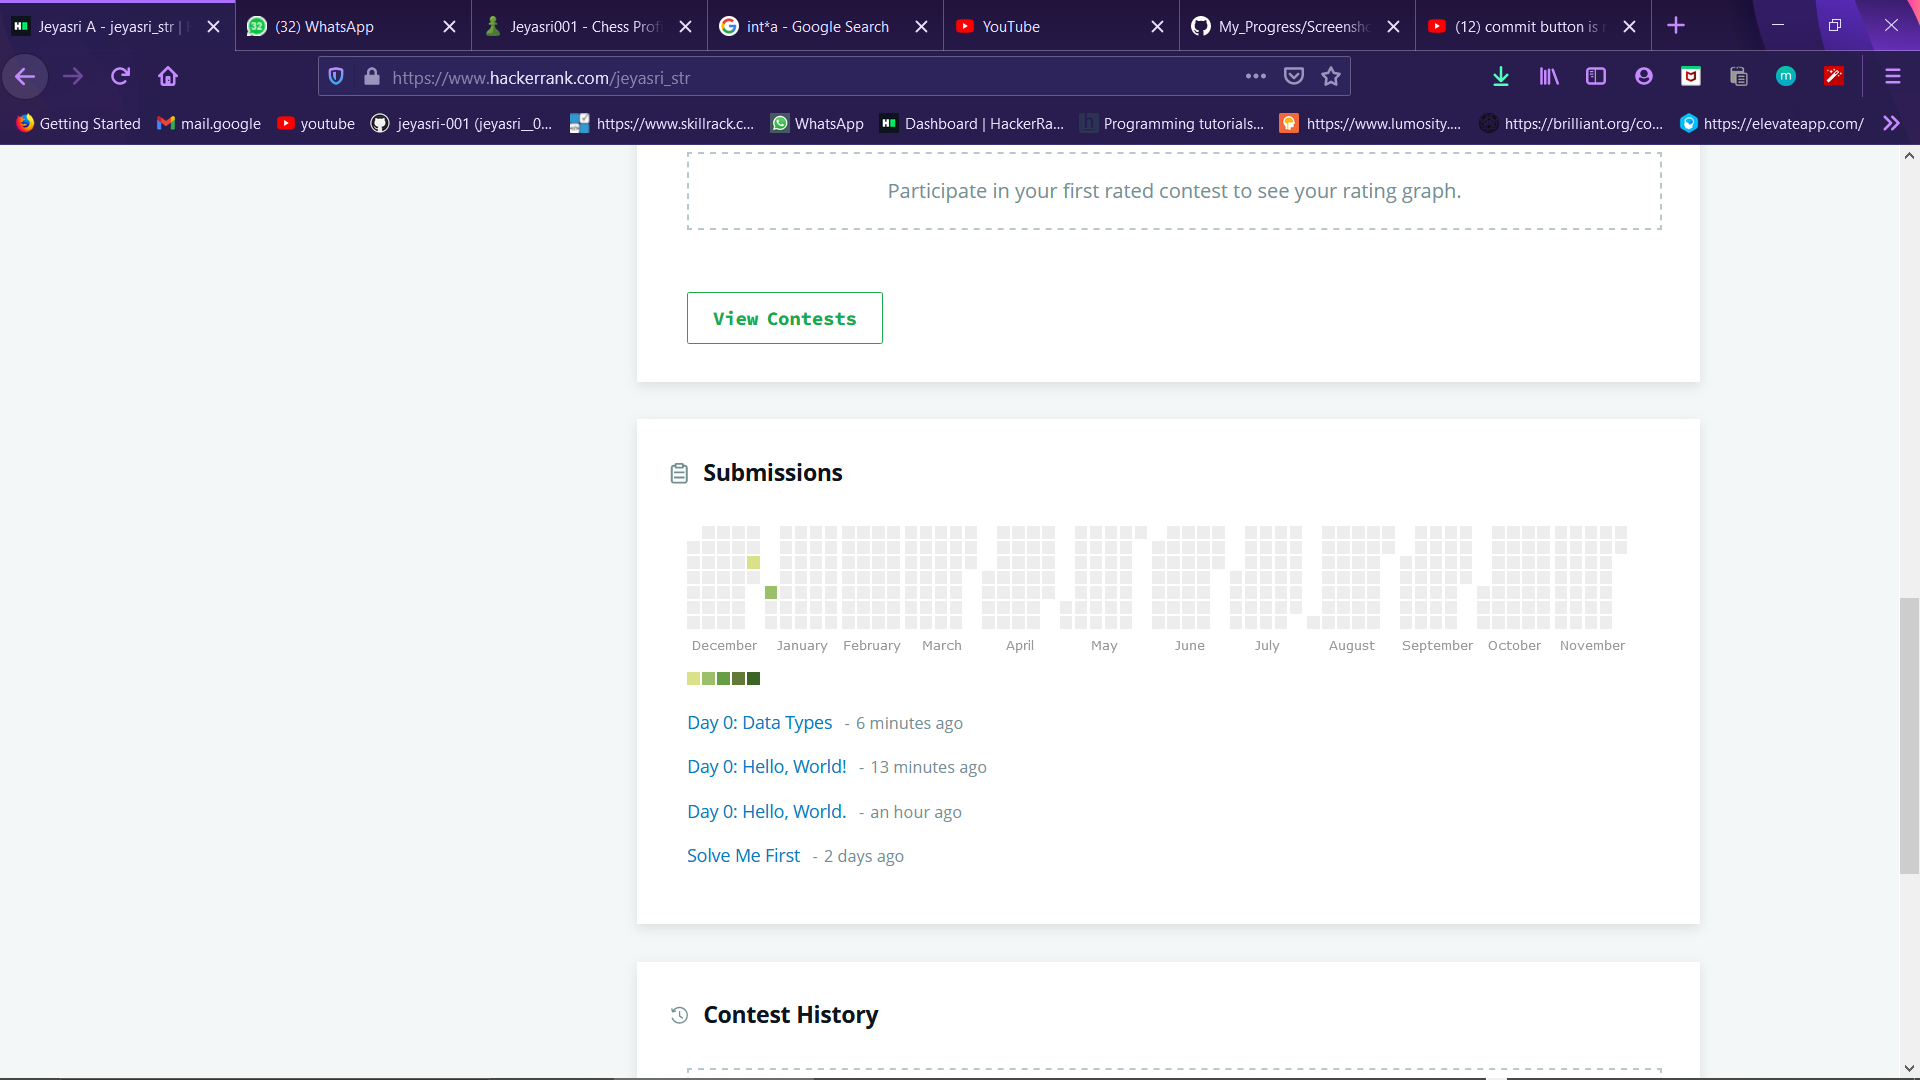 Jeyasri A - jeyasri_str |
(32) WhatsApp
Jeyasri001 - Chess Prof
int*a - Google Search
YouTube
My_Progress/Screensho
(12) commit button is
https://www.hackerrank.com/jeyasri_str
Getting Started
mail.google
youtube
jeyasri-001 (jeyasri__0...
https://www.skillrack.c...
WhatsApp
Dashboard | HackerRa...
Programming tutorials...
https://www.lumosity....
https://brilliant.org/co...
https://elevateapp.com/
Participate in your first rated contest to see your rating graph.
View Contests
Submissions
December January February March April May June July August September October November
Day 0: Data Types - 6 minutes ago
Day 0: Hello, World! - 13 minutes ago
Day 0: Hello, World. - an hour ago
Solve Me First - 2 days ago
Contest History